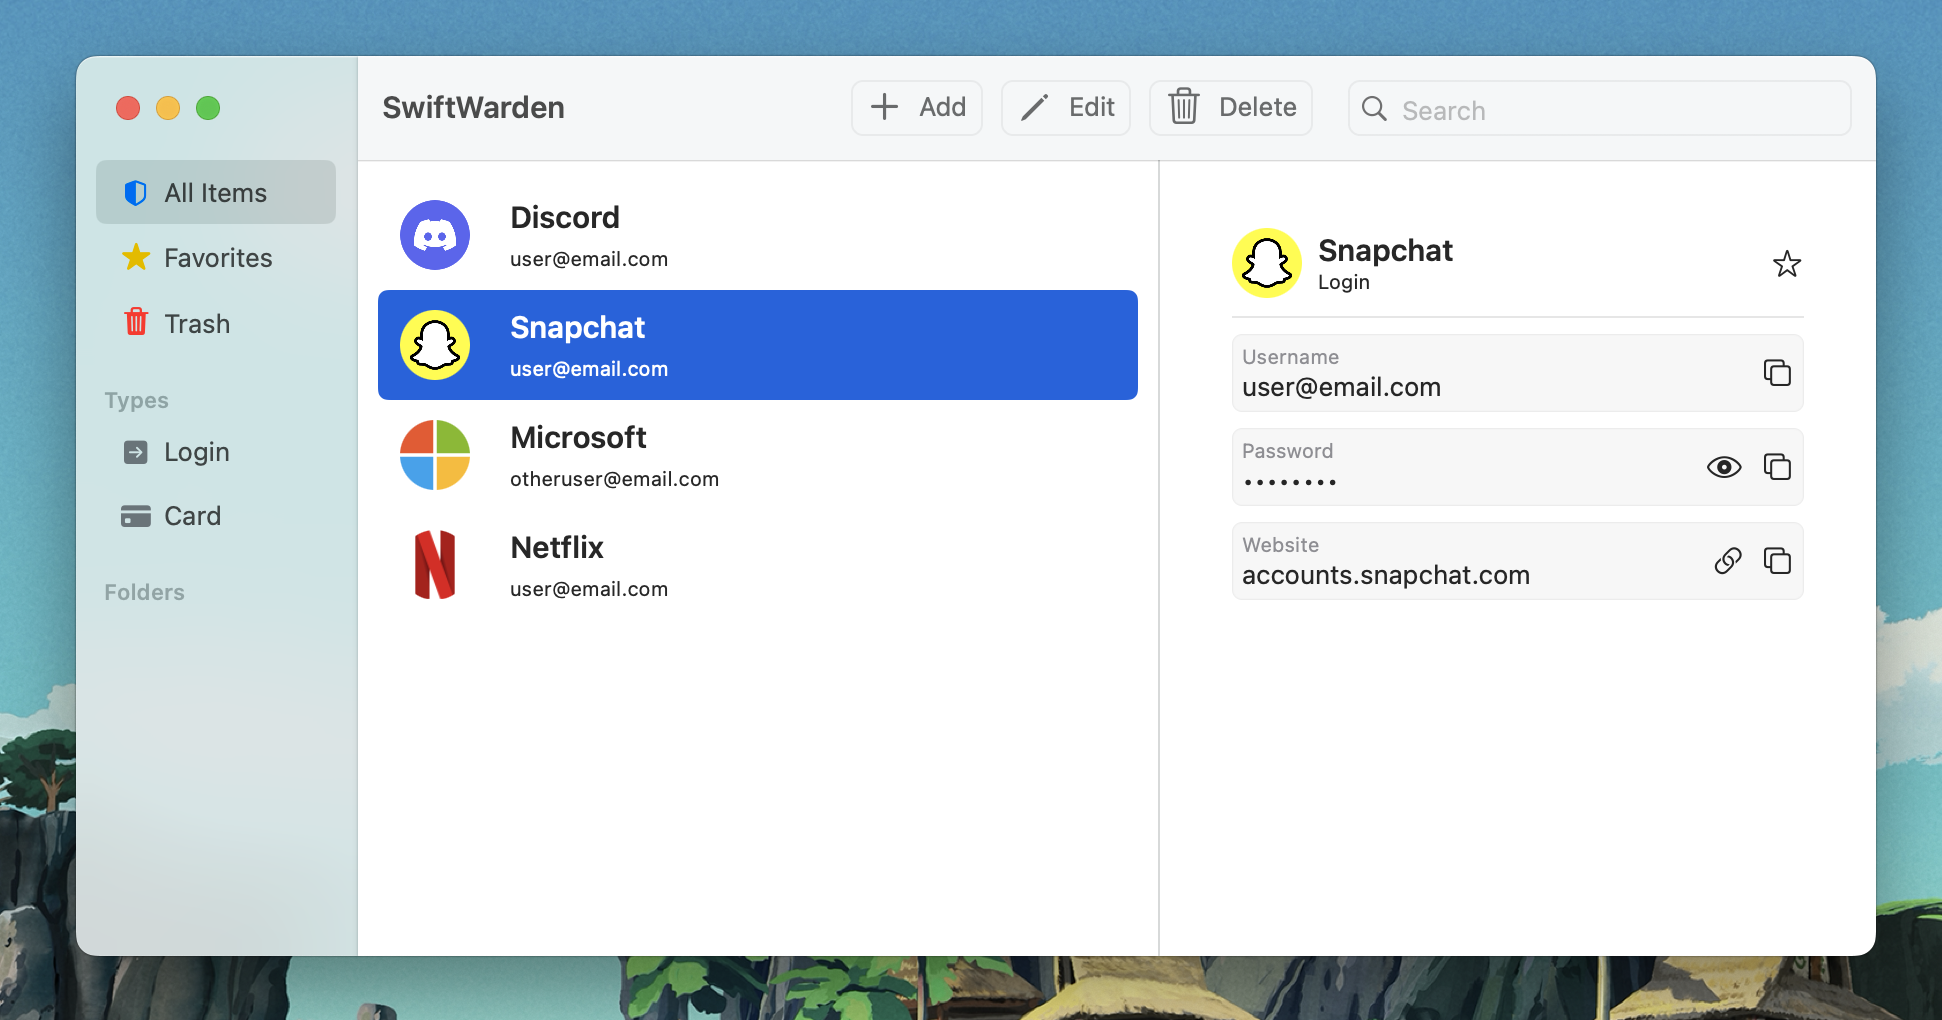 SwiftWarden
Add
Edit
Delete
Search
All Items
Favorites
Trash
Types
Login
Card
Folders
Discord
user@email.com
Snapchat
user@email.com
Microsoft
otheruser@email.com
Netflix
user@email.com
Snapchat
Login
Username
user@email.com
Password
••••••••
Website
accounts.snapchat.com